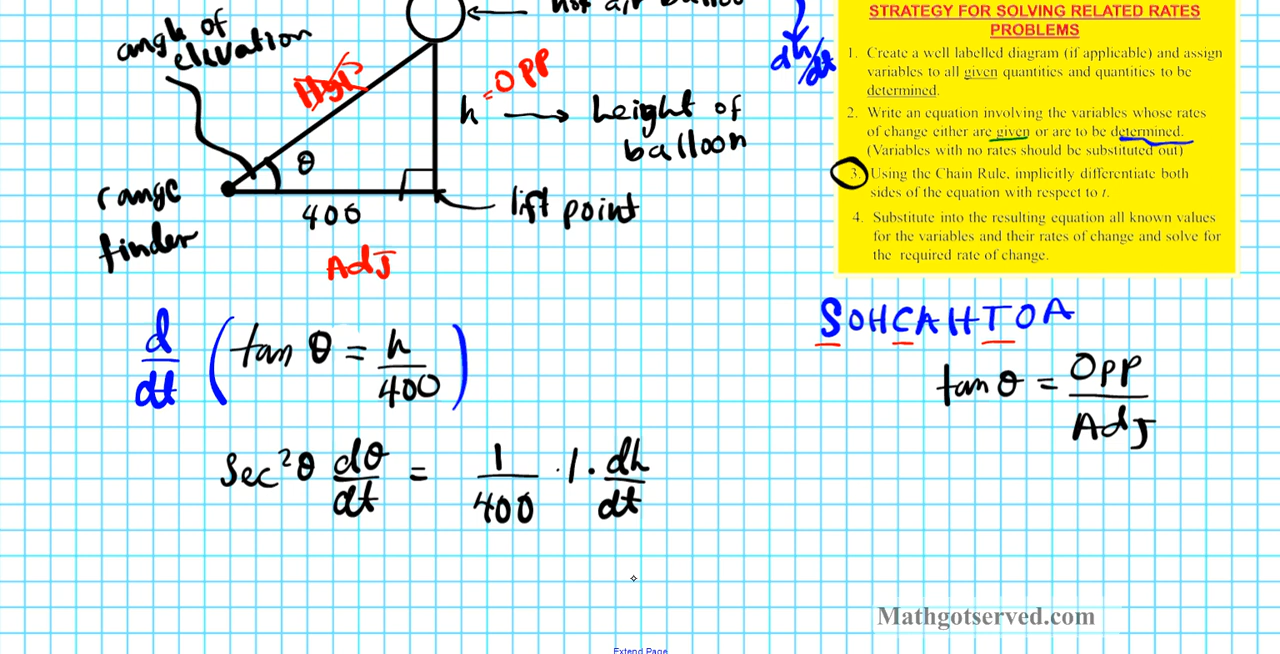 angle of
elevation
Hyp
= Opp
hot air balloo
dh/dt
h → height of
balloon
θ
range
finder
400
lift point
Adj
STRATEGY FOR SOLVING RELATED RATES
PROBLEMS
1. Create a well labelled diagram (if applicable) and assign
variables to all given quantities and quantities to be
determined.
2. Write an equation involving the variables whose rates
of change either are given or are to be determined.
(Variables with no rates should be substituted out)
3. Using the Chain Rule, implicitly differentiate both
sides of the equation with respect to t.
4. Substitute into the resulting equation all known values
for the variables and their rates of change and solve for
the required rate of change.
d/dt (tan θ = h/400)
sec²θ dθ/dt = 1/400 · 1 · dh/dt
SOHCAHTOA
tan θ = Opp/Adj
Mathgotserved.com
Extend Page